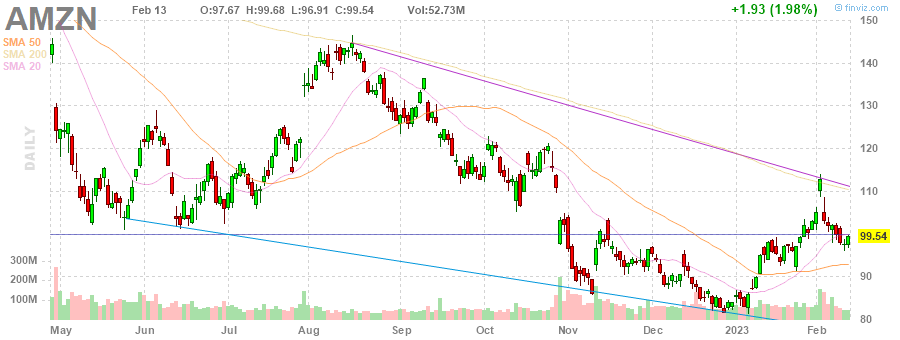 AMZN
Feb 13 O:97.67 H:99.68 L:96.91 C:99.54 Vol:52.73M +1.93 (1.98%) © finviz.com
SMA 50
SMA 200
SMA 20
DAILY
150
140
130
120
110
99.54
90
80
300M
200M
100M
May Jun Jul Aug Sep Oct Nov Dec 2023 Feb